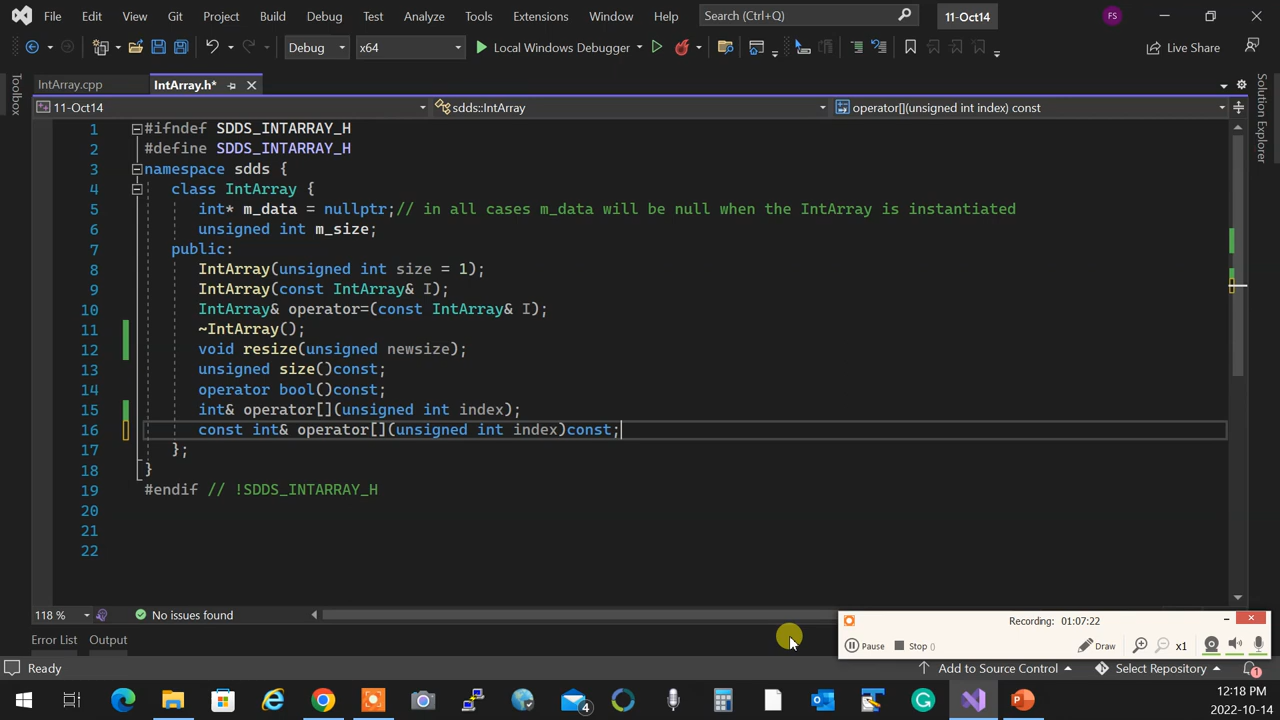 File Edit View Git Project Build Debug Test Analyze Tools Extensions Window Help Search (Ctrl+Q) 11-Oct14 FS
Debug x64 Local Windows Debugger Live Share
IntArray.cpp IntArray.h*
11-Oct14 sdds::IntArray operator[](unsigned int index) const
Toolbox
Solution Explorer
1 #ifndef SDDS_INTARRAY_H
2 #define SDDS_INTARRAY_H
3 namespace sdds {
4 class IntArray {
5 int* m_data = nullptr;// in all cases m_data will be null when the IntArray is instantiated
6 unsigned int m_size;
7 public:
8 IntArray(unsigned int size = 1);
9 IntArray(const IntArray& I);
10 IntArray& operator=(const IntArray& I);
11 ~IntArray();
12 void resize(unsigned newsize);
13 unsigned size()const;
14 operator bool()const;
15 int& operator[](unsigned int index);
16 const int& operator[](unsigned int index)const;
17 };
18 }
19 #endif // !SDDS_INTARRAY_H
20
21
22
118 % No issues found
Recording: 01:07:22
Pause Stop () Draw x1
Error List Output
Ready Add to Source Control Select Repository 1
4
12:18 PM
2022-10-14